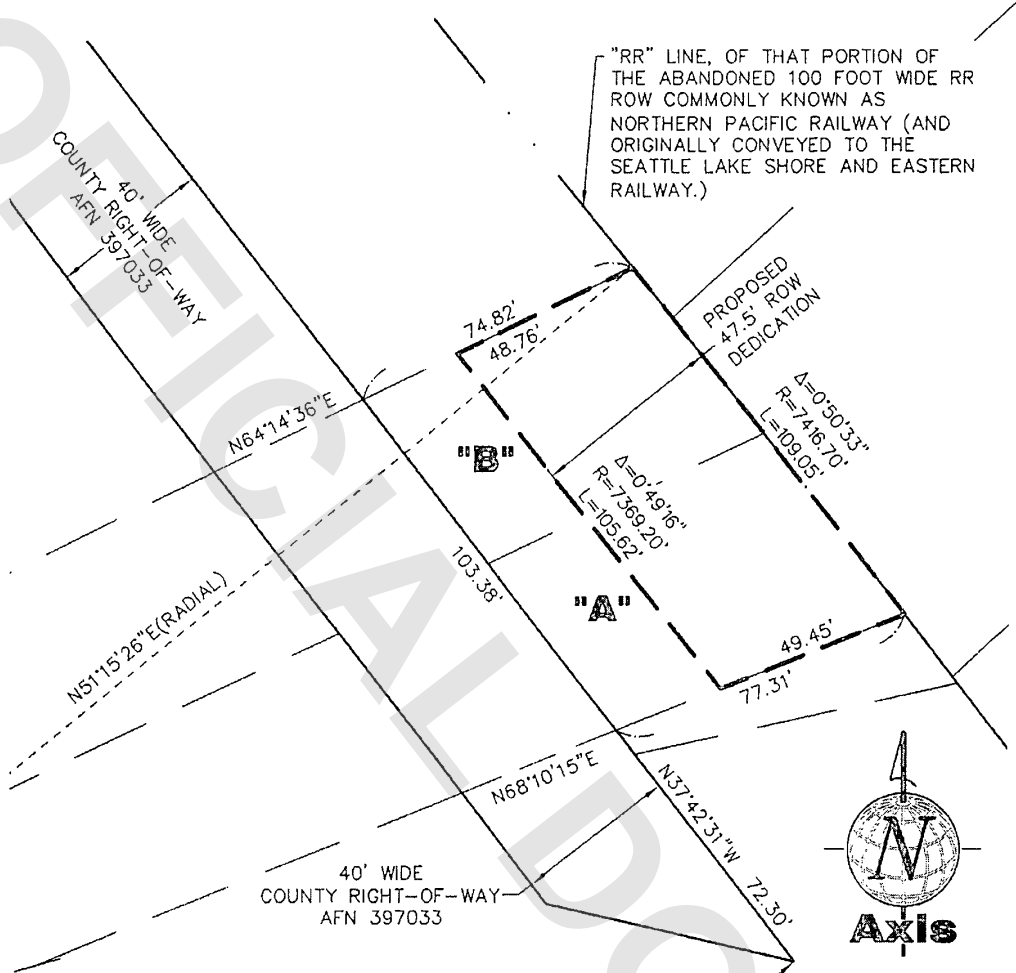 "RR" LINE, OF THAT PORTION OF
THE ABANDONED 100 FOOT WIDE RR
ROW COMMONLY KNOWN AS
NORTHERN PACIFIC RAILWAY (AND
ORIGINALLY CONVEYED TO THE
SEATTLE LAKE SHORE AND EASTERN
RAILWAY.)
40' WIDE
COUNTY RIGHT-OF-WAY
AFN 397033
PROPOSED
47.5' ROW
DEDICATION
74.82'
48.76'
Δ=0°50'33"
R=7416.70'
L=109.05'
N64°14'36"E
"B"
Δ=0°49'16"
R=7369.20'
L=105.62'
103.38'
"A"
N51°15'26"E(RADIAL)
49.45'
77.31'
N68°10'15"E
N37°42'31"W 72.30'
40' WIDE
COUNTY RIGHT-OF-WAY
AFN 397033
N
Axis
OFFICIAL DO